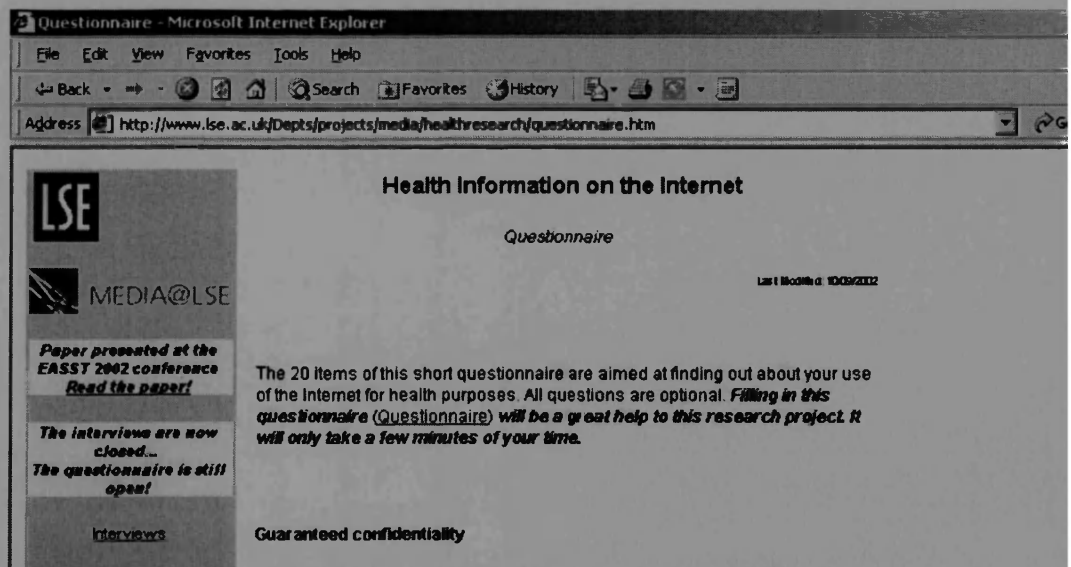 Questionnaire - Microsoft Internet Explorer
File Edit View Favorites Tools Help
Back Search Favorites History
Address http://www.lse.ac.uk/Depts/projects/media/healthresearch/questionnaire.htm
LSE
MEDIA@LSE
Paper presented at the
EASST 2002 conference
Read the paper!
The interviews are now
closed...
The questionnaire is still
open!
Interviews
Health Information on the Internet
Questionnaire
Last Modified: 10/09/2002
The 20 items of this short questionnaire are aimed at finding out about your use
of the Internet for health purposes. All questions are optional. Filling in this
questionnaire (Questionnaire) will be a great help to this research project. It
will only take a few minutes of your time.
Guaranteed confidentiality